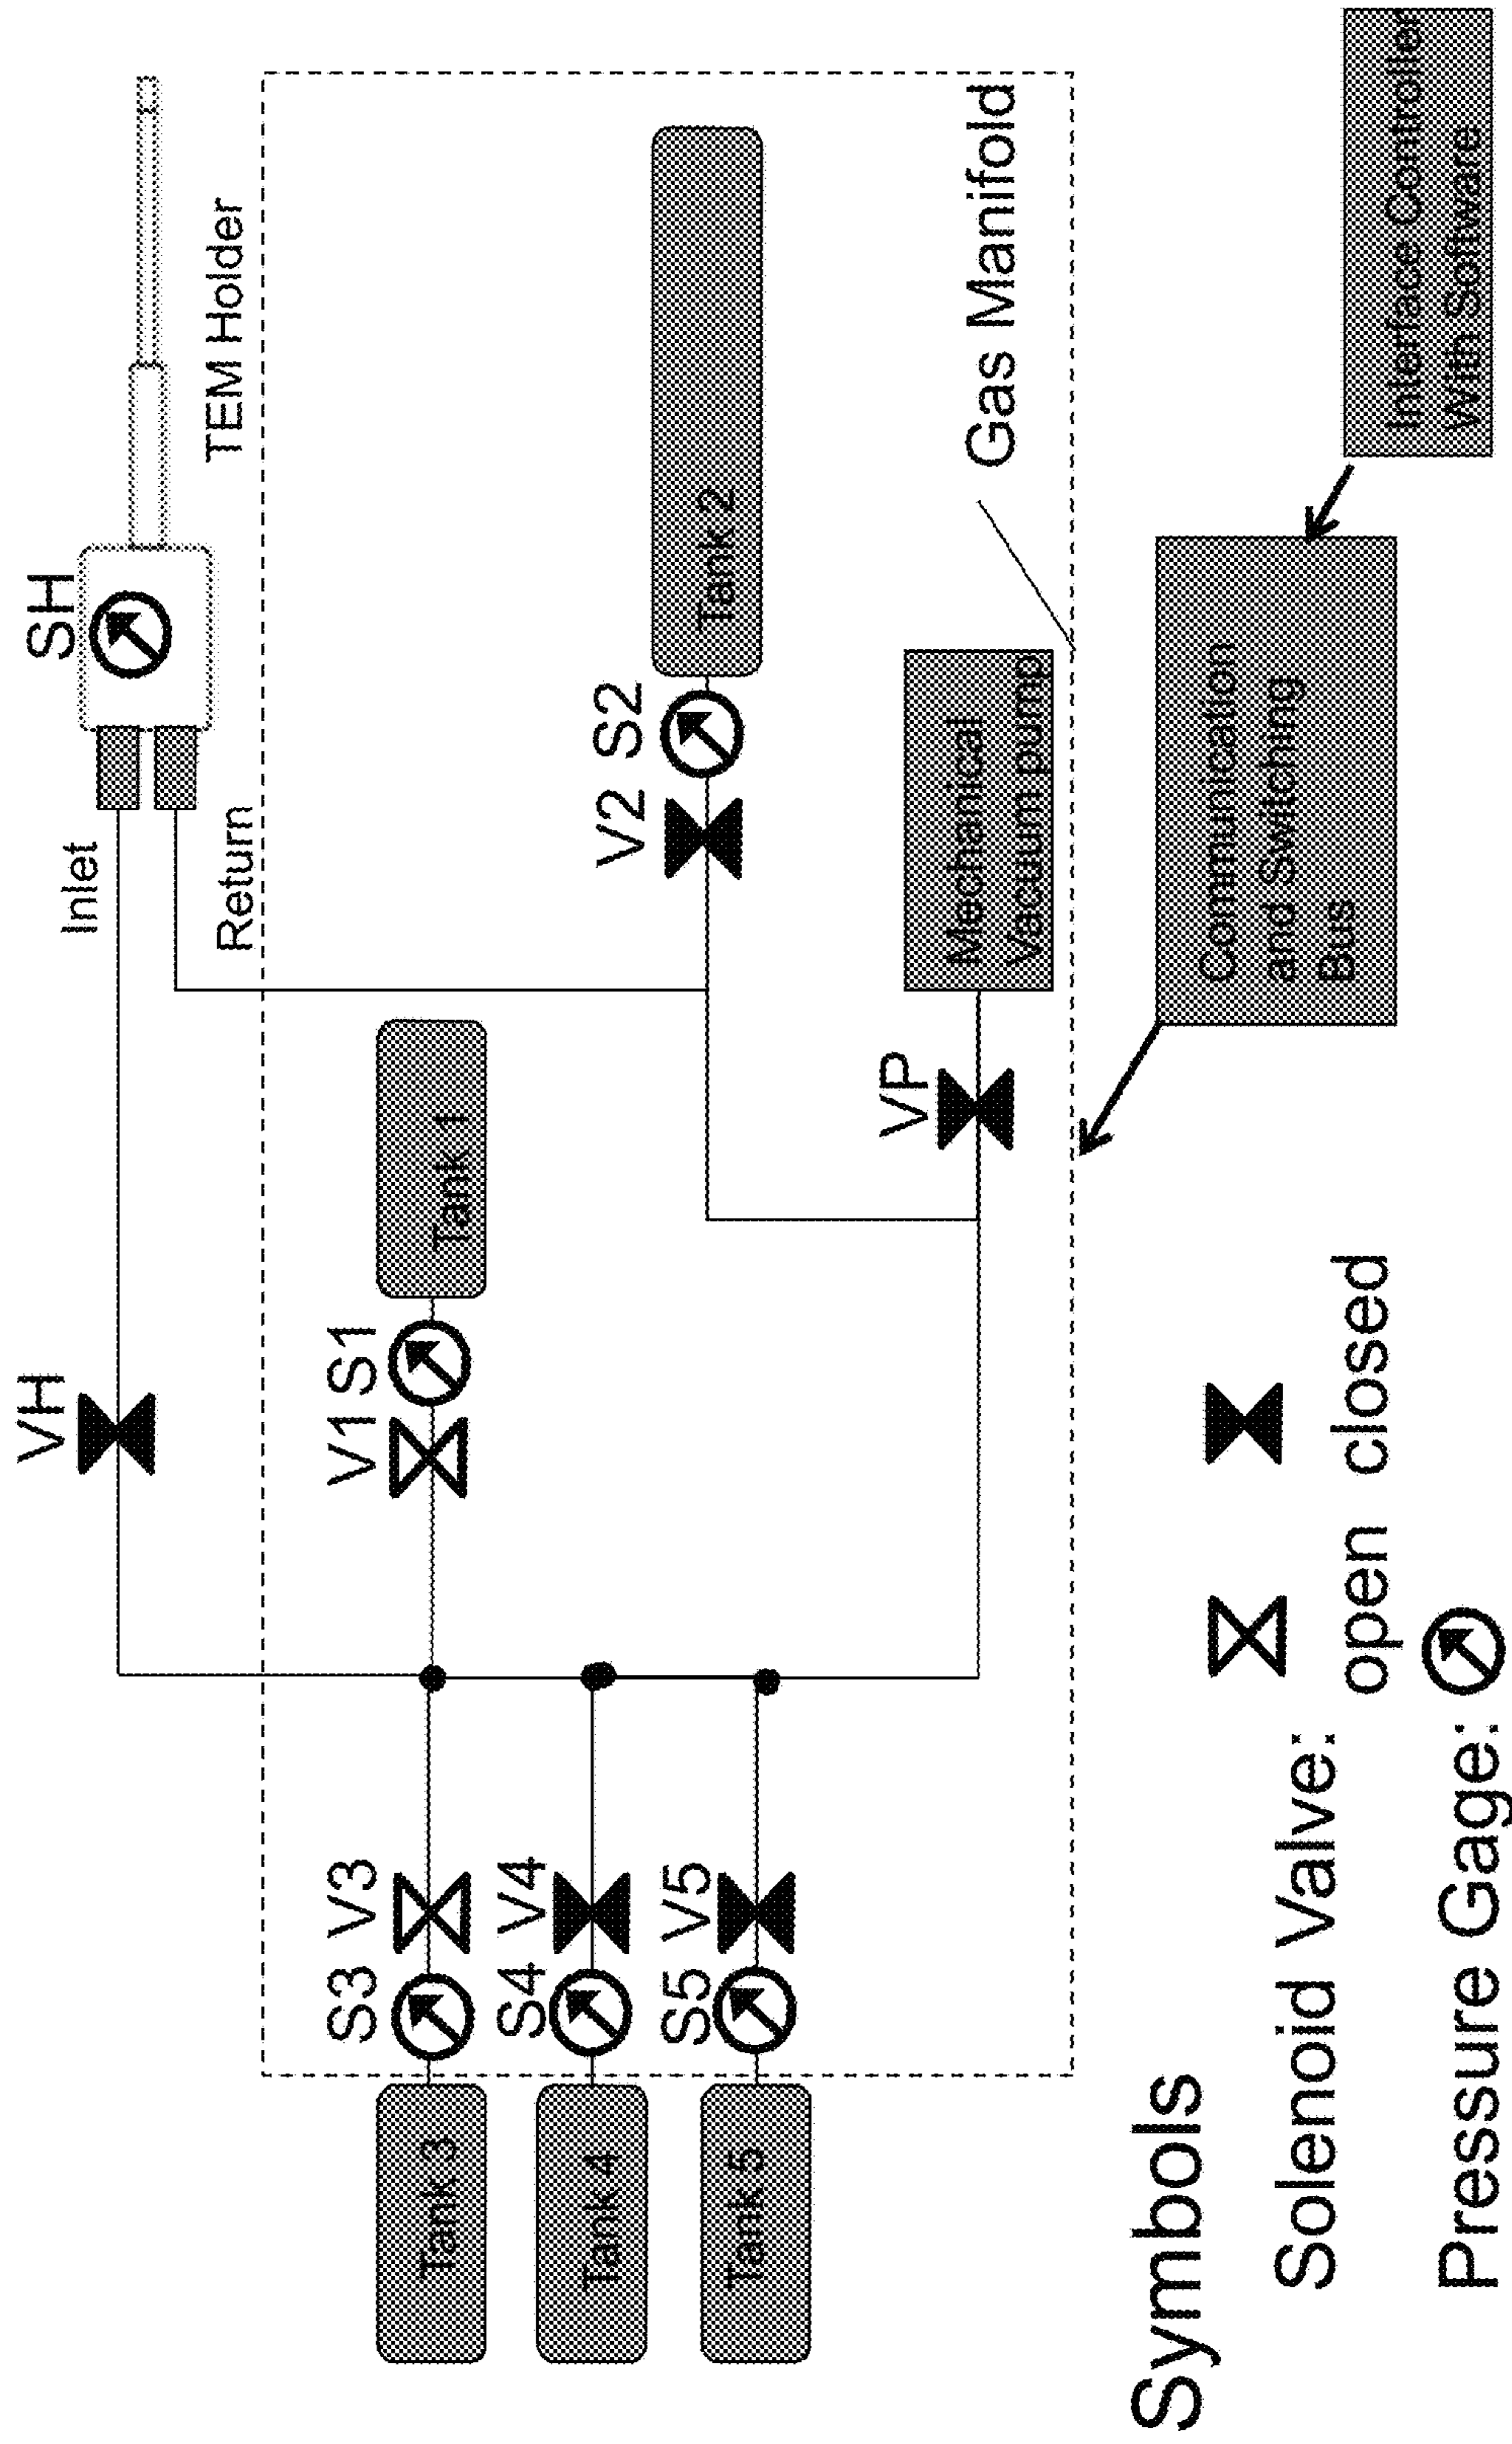 SH
VH
Inlet
TEM Holder
Return
S3 V3
V1 S1
Tank 3
Tank 1
S4 V4
Tank 4
V2 S2
Tank 2
S5 V5
Tank 5
VP
Mechanical
Vacuum pump
Gas Manifold
Symbols
Communication
and Switching
Bus
Solenoid Valve:
open closed
Interface Controller
With Software
Pressure Gage: